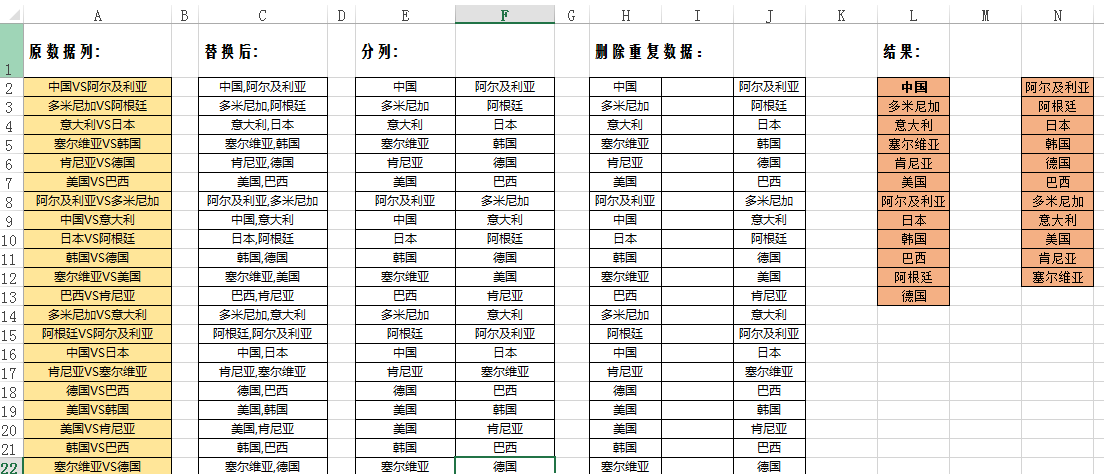 A B C D E F G H I J K L M N
1 原数据列: 替换后: 分列: 删除重复数据: 结果:
2 中国VS阿尔及利亚 中国,阿尔及利亚 中国 阿尔及利亚 中国 阿尔及利亚 中国 阿尔及利亚
3 多米尼加VS阿根廷 多米尼加,阿根廷 多米尼加 阿根廷 多米尼加 阿根廷 多米尼加 阿根廷
4 意大利VS日本 意大利,日本 意大利 日本 意大利 日本 意大利 日本
5 塞尔维亚VS韩国 塞尔维亚,韩国 塞尔维亚 韩国 塞尔维亚 韩国 塞尔维亚 韩国
6 肯尼亚VS德国 肯尼亚,德国 肯尼亚 德国 肯尼亚 德国 肯尼亚 德国
7 美国VS巴西 美国,巴西 美国 巴西 美国 巴西 美国 巴西
8 阿尔及利亚VS多米尼加 阿尔及利亚,多米尼加 阿尔及利亚 多米尼加 阿尔及利亚 多米尼加 阿尔及利亚 多米尼加
9 中国VS意大利 中国,意大利 中国 意大利 中国 意大利 日本 意大利
10 日本VS阿根廷 日本,阿根廷 日本 阿根廷 日本 阿根廷 韩国 美国
11 韩国VS德国 韩国,德国 韩国 德国 韩国 德国 巴西 肯尼亚
12 塞尔维亚VS美国 塞尔维亚,美国 塞尔维亚 美国 塞尔维亚 美国 阿根廷 塞尔维亚
13 巴西VS肯尼亚 巴西,肯尼亚 巴西 肯尼亚 巴西 肯尼亚 德国
14 多米尼加VS意大利 多米尼加,意大利 多米尼加 意大利 多米尼加 意大利
15 阿根廷VS阿尔及利亚 阿根廷,阿尔及利亚 阿根廷 阿尔及利亚 阿根廷 阿尔及利亚
16 中国VS日本 中国,日本 中国 日本 中国 日本
17 肯尼亚VS塞尔维亚 肯尼亚,塞尔维亚 肯尼亚 塞尔维亚 肯尼亚 塞尔维亚
18 德国VS巴西 德国,巴西 德国 巴西 德国 巴西
19 美国VS韩国 美国,韩国 美国 韩国 美国 韩国
20 美国VS肯尼亚 美国,肯尼亚 美国 肯尼亚 美国 肯尼亚
21 韩国VS巴西 韩国,巴西 韩国 巴西 韩国 巴西
22 塞尔维亚VS德国 塞尔维亚,德国 塞尔维亚 德国 塞尔维亚 德国